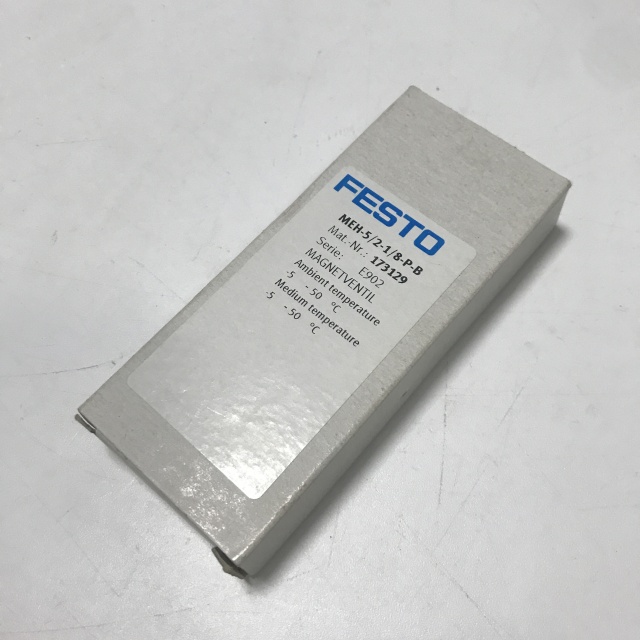 FESTO
MEH-5/2-1/8-P-B
Mat.-Nr.: 173129
Serie: E902
MAGNETVENTIL
Ambient temperature
-5 - 50 °C
Medium temperature
-5 - 50 °C